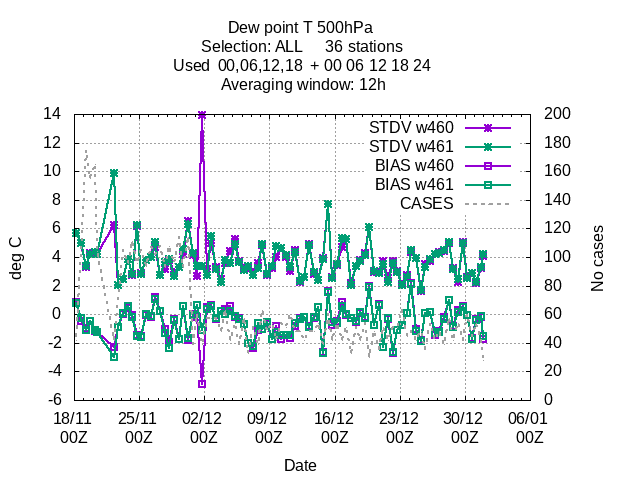 Dew point T 500hPa
Selection: ALL 36 stations
Used 00,06,12,18 + 00 06 12 18 24
Averaging window: 12h
14 200
12 180
10 160
8 140
6 120
4 100
2 80
0 60
-2 40
-4 20
-6 0
deg C
No cases
STDV w460
STDV w461
BIAS w460
BIAS w461
CASES
18/11 25/11 02/12 09/12 16/12 23/12 30/12 06/01
00Z 00Z 00Z 00Z 00Z 00Z 00Z 00Z
Date